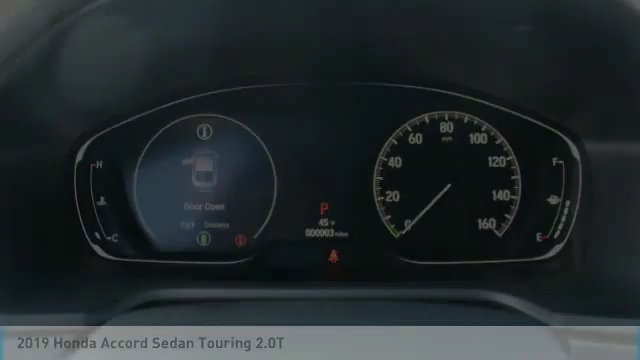 80
60 mph 100
H 40 120 F
Door Open
20 P 140
45 °F
C 0 160 E
000003 miles
2019 Honda Accord Sedan Touring 2.0T